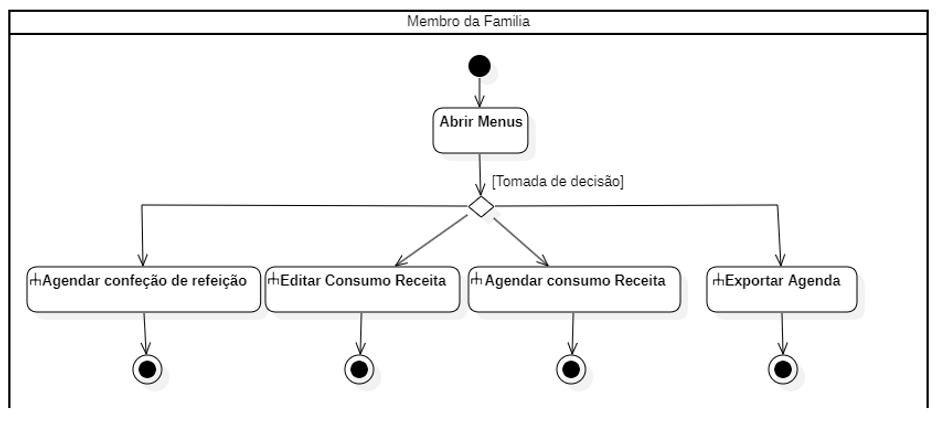 Membro da Familia
Abrir Menus
[Tomada de decisão]
Agendar confeção de refeição
Editar Consumo Receita
Agendar consumo Receita
Exportar Agenda